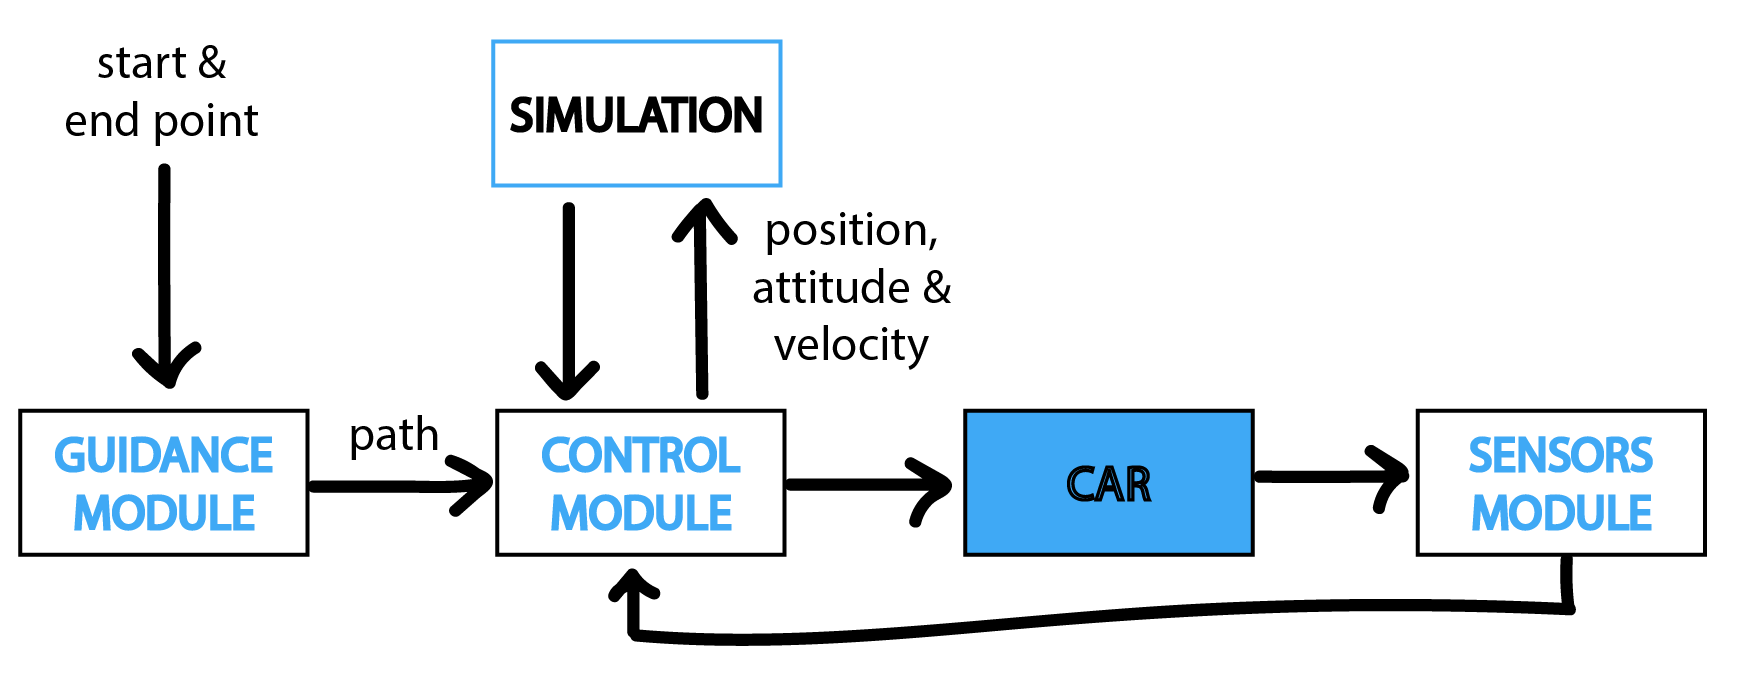 start &
end point
SIMULATION
position,
attitude &
velocity
path
GUIDANCE
MODULE
CONTROL
MODULE
CAR
SENSORS
MODULE